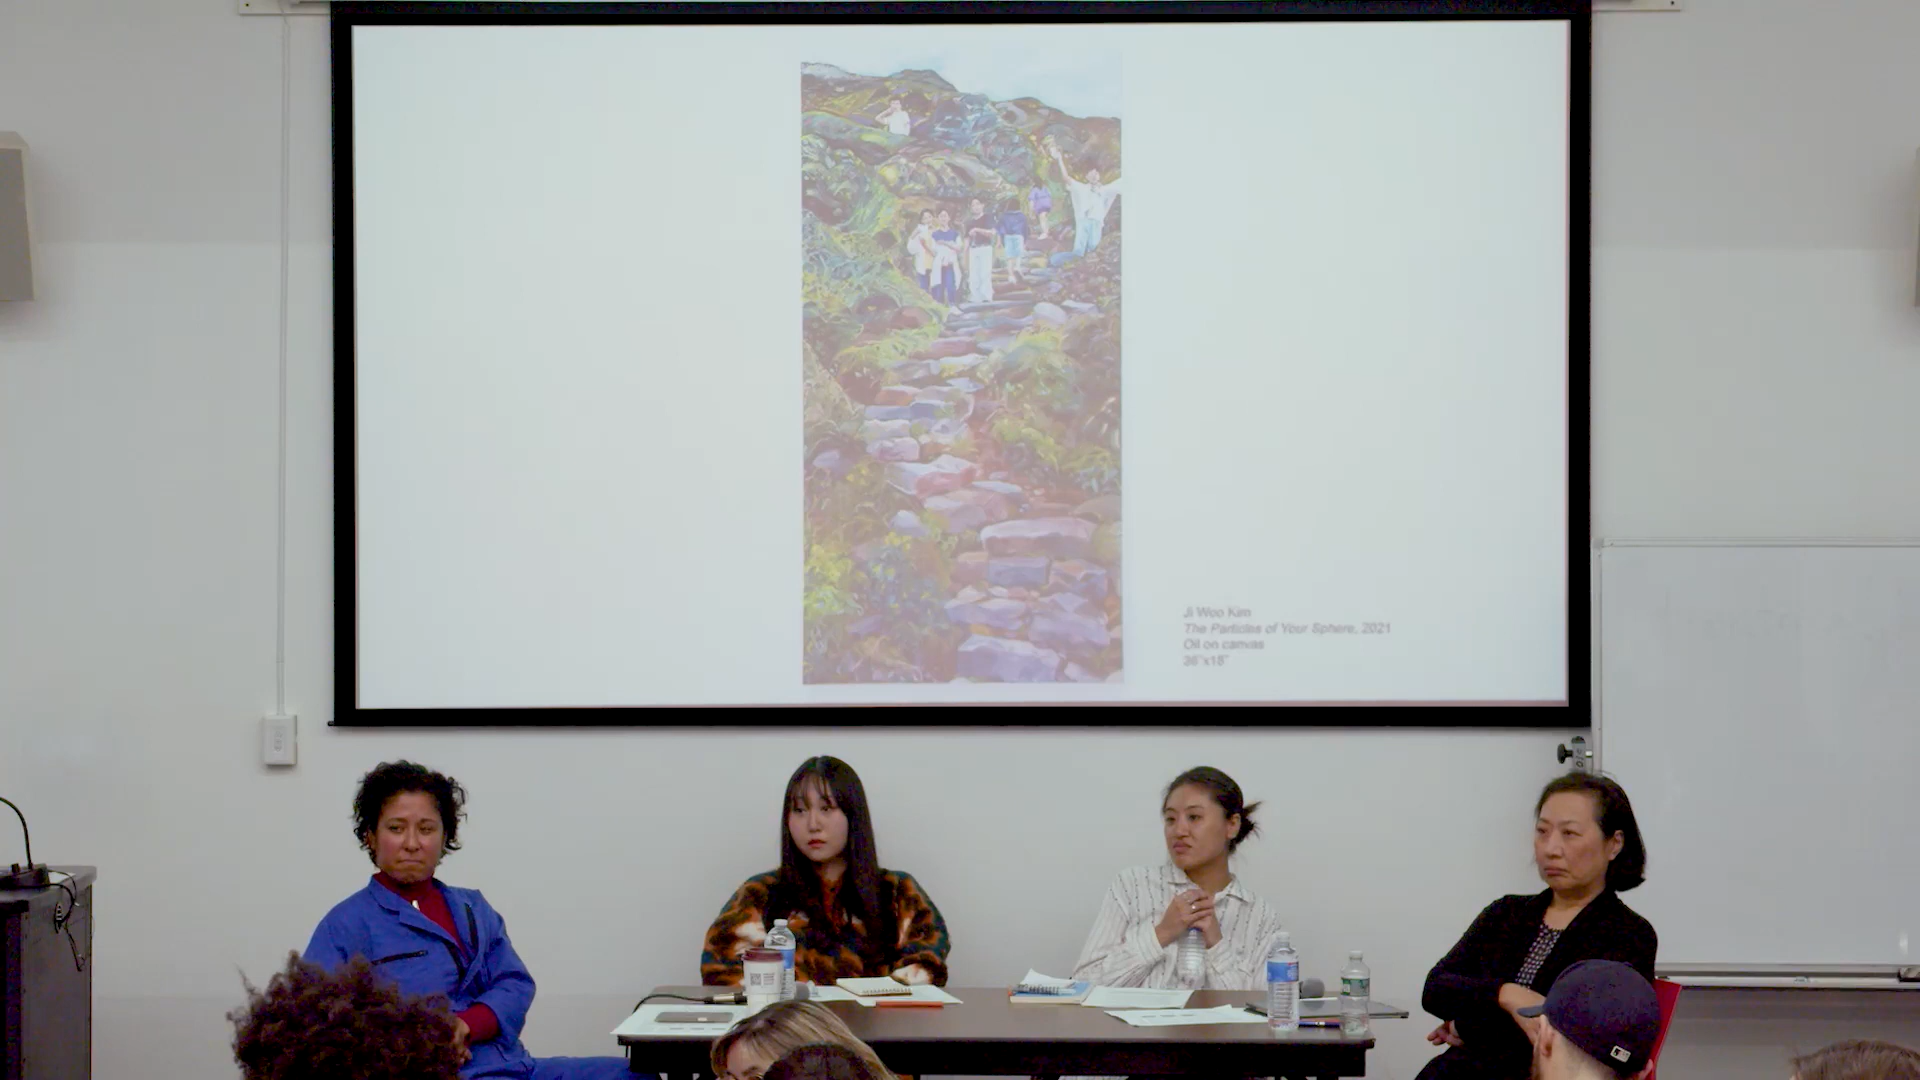 Ji Woo Kim
The Particles of Your Sphere, 2021
Oil on canvas
36"x18"